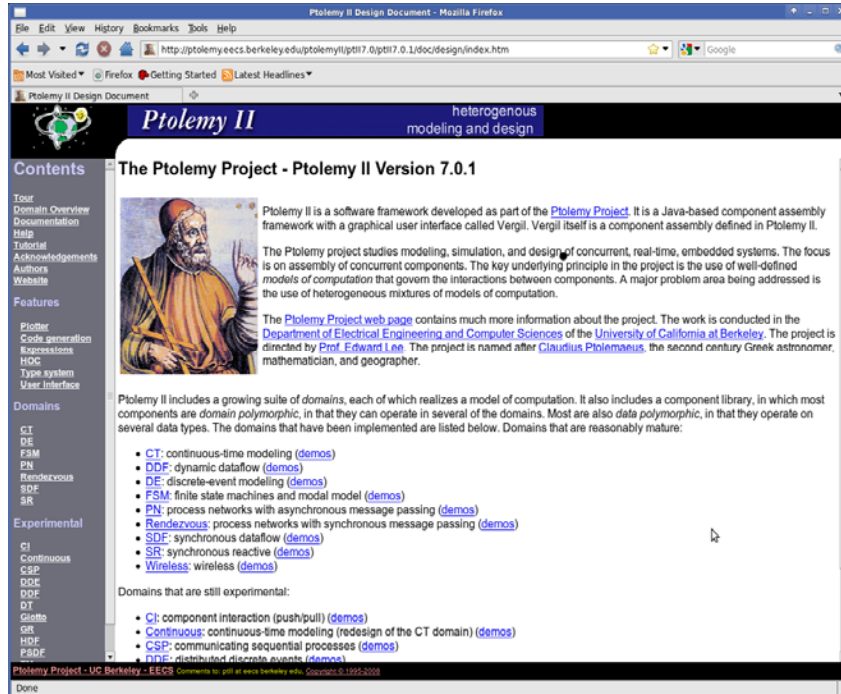 Ptolemy II Design Document - Mozilla Firefox
File Edit View History Bookmarks Tools Help
http://ptolemy.eecs.berkeley.edu/ptolemyII/ptII7.0/ptII7.0.1/doc/design/index.htm
Google
Most Visited Firefox Getting Started Latest Headlines
Ptolemy II Design Document
Ptolemy II
heterogenous
modeling and design
Contents
Tour
Domain Overview
Documentation
Help
Tutorial
Acknowledgements
Authors
Website
Features
Plotter
Code generation
Expressions
HOC
Type system
User Interface
Domains
CT
DE
FSM
PN
Rendezvous
SDF
SR
Experimental
CI
Continuous
CSP
DDE
DDF
DT
Giotto
GR
HDF
PSDF
The Ptolemy Project - Ptolemy II Version 7.0.1
Ptolemy II is a software framework developed as part of the Ptolemy Project. It is a Java-based component assembly
framework with a graphical user interface called Vergil. Vergil itself is a component assembly defined in Ptolemy II.
The Ptolemy project studies modeling, simulation, and design of concurrent, real-time, embedded systems. The focus
is on assembly of concurrent components. The key underlying principle in the project is the use of well-defined
models of computation that govern the interactions between components. A major problem area being addressed is
the use of heterogeneous mixtures of models of computation.
The Ptolemy Project web page contains much more information about the project. The work is conducted in the
Department of Electrical Engineering and Computer Sciences of the University of California at Berkeley. The project is
directed by Prof. Edward Lee. The project is named after Claudius Ptolemaeus, the second century Greek astronomer,
mathematician, and geographer.
Ptolemy II includes a growing suite of domains, each of which realizes a model of computation. It also includes a component library, in which most
components are domain polymorphic, in that they can operate in several of the domains. Most are also data polymorphic, in that they operate on
several data types. The domains that have been implemented are listed below. Domains that are reasonably mature:
• CT: continuous-time modeling (demos)
• DDF: dynamic dataflow (demos)
• DE: discrete-event modeling (demos)
• FSM: finite state machines and modal model (demos)
• PN: process networks with asynchronous message passing (demos)
• Rendezvous: process networks with synchronous message passing (demos)
• SDF: synchronous dataflow (demos)
• SR: synchronous reactive (demos)
• Wireless: wireless (demos)
Domains that are still experimental:
• CI: component interaction (push/pull) (demos)
• Continuous: continuous-time modeling (redesign of the CT domain) (demos)
• CSP: communicating sequential processes (demos)
• DDE: distributed discrete events (demos)
Ptolemy Project - UC Berkeley - EECS Comments to: ptII at eecs berkeley edu, Copyright © 1995-2008
Done